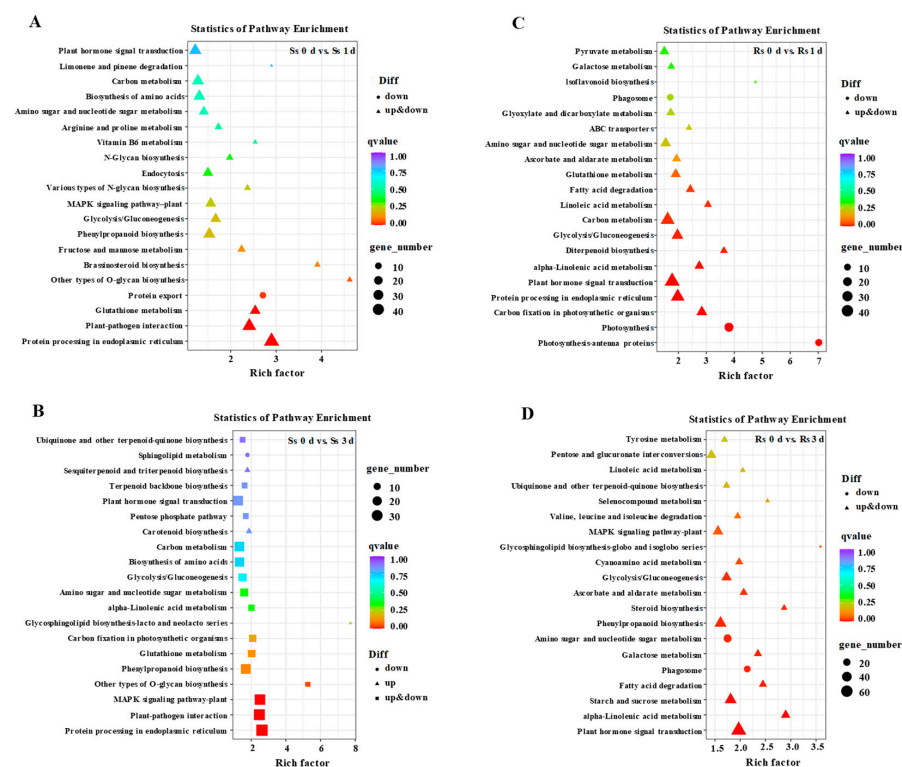 A
Statistics of Pathway Enrichment
Ss 0 d vs. Ss 1 d
Plant hormone signal transduction
Limonene and pinene degradation
Carbon metabolism
Biosynthesis of amino acids
Amino sugar and nucleotide sugar metabolism
Arginine and proline metabolism
Vitamin B6 metabolism
N-Glycan biosynthesis
Endocytosis
Various types of N-glycan biosynthesis
MAPK signaling pathway-plant
Glycolysis/Gluconeogenesis
Phenylpropanoid biosynthesis
Fructose and mannose metabolism
Brassinosteroid biosynthesis
Other types of O-glycan biosynthesis
Protein export
Glutathione metabolism
Plant-pathogen interaction
Protein processing in endoplasmic reticulum
2 3 4
Rich factor
Diff
down
up&down
qvalue
1.00
0.75
0.50
0.25
0.00
gene_number
10
20
30
40
C
Statistics of Pathway Enrichment
Rs 0 d vs. Rs 1 d
Pyruvate metabolism
Galactose metabolism
Isoflavonoid biosynthesis
Phagosome
Glyoxylate and dicarboxylate metabolism
ABC transporters
Amino sugar and nucleotide sugar metabolism
Ascorbate and aldarate metabolism
Glutathione metabolism
Fatty acid degradation
Linoleic acid metabolism
Carbon metabolism
Glycolysis/Gluconeogenesis
Diterpenoid biosynthesis
alpha-Linolenic acid metabolism
Plant hormone signal transduction
Protein processing in endoplasmic reticulum
Carbon fixation in photosynthetic organisms
Photosynthesis
Photosynthesis-antenna proteins
2 3 4 5 6 7
Rich factor
Diff
down
up&down
qvalue
1.00
0.75
0.50
0.25
0.00
gene_number
10
20
30
40
B
Statistics of Pathway Enrichment
Ss 0 d vs. Ss 3 d
Ubiquinone and other terpenoid-quinone biosynthesis
Sphingolipid metabolism
Sesquiterpenoid and triterpenoid biosynthesis
Terpenoid backbone biosynthesis
Plant hormone signal transduction
Pentose phosphate pathway
Carotenoid biosynthesis
Carbon metabolism
Biosynthesis of amino acids
Glycolysis/Gluconeogenesis
Amino sugar and nucleotide sugar metabolism
alpha-Linolenic acid metabolism
Glycosphingolipid biosynthesis-lacto and neolacto series
Carbon fixation in photosynthetic organisms
Glutathione metabolism
Phenylpropanoid biosynthesis
Other types of O-glycan biosynthesis
MAPK signaling pathway-plant
Plant-pathogen interaction
Protein processing in endoplasmic reticulum
2 4 6 8
Rich factor
gene_number
10
20
30
qvalue
1.00
0.75
0.50
0.25
0.00
Diff
down
up
up&down
D
Statistics of Pathway Enrichment
Rs 0 d vs. Rs 3 d
Tyrosine metabolism
Pentose and glucuronate interconversions
Linoleic acid metabolism
Ubiquinone and other terpenoid-quinone biosynthesis
Selenocompound metabolism
Valine, leucine and isoleucine degradation
MAPK signaling pathway-plant
Glycosphingolipid biosynthesis-globo and isoglobo series
Cyanoamino acid metabolism
Glycolysis/Gluconeogenesis
Ascorbate and aldarate metabolism
Steroid biosynthesis
Phenylpropanoid biosynthesis
Amino sugar and nucleotide sugar metabolism
Galactose metabolism
Phagosome
Fatty acid degradation
Starch and sucrose metabolism
alpha-Linolenic acid metabolism
Plant hormone signal transduction
1.5 2.0 2.5 3.0 3.5
Rich factor
Diff
down
up&down
qvalue
1.00
0.75
0.50
0.25
0.00
gene_number
20
40
60